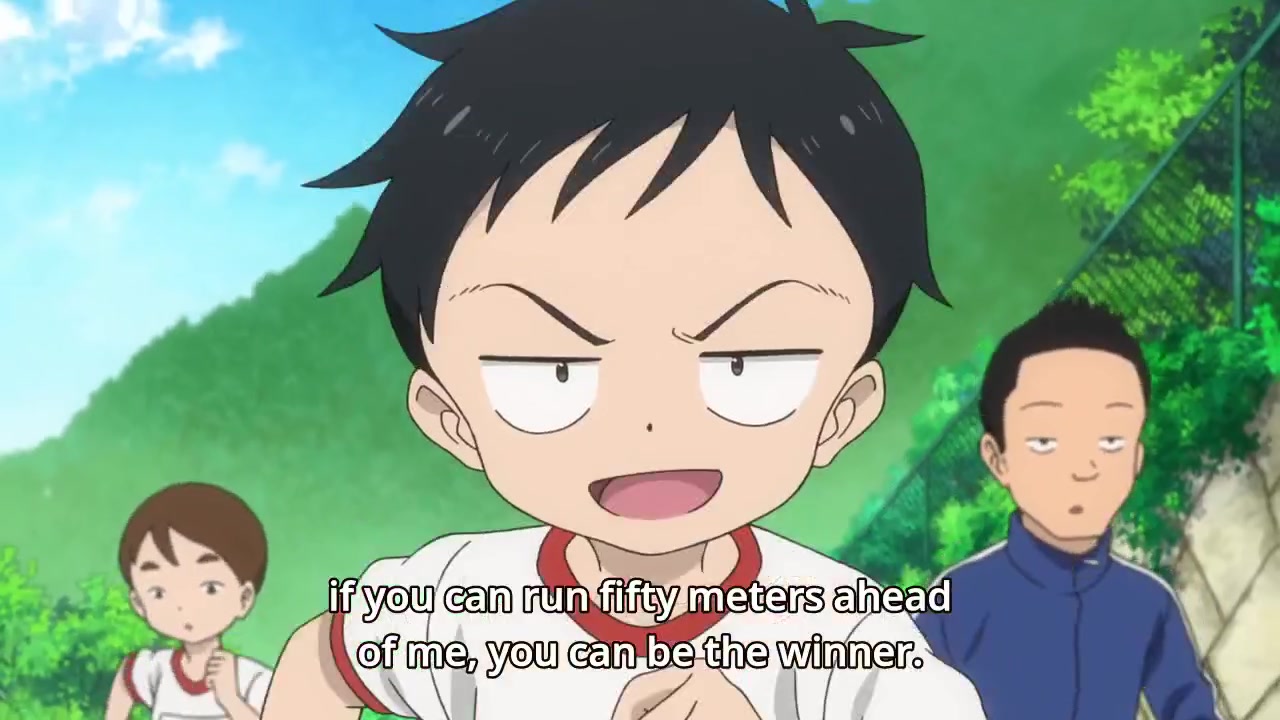 if you can run fifty meters ahead
of me, you can be the winner.